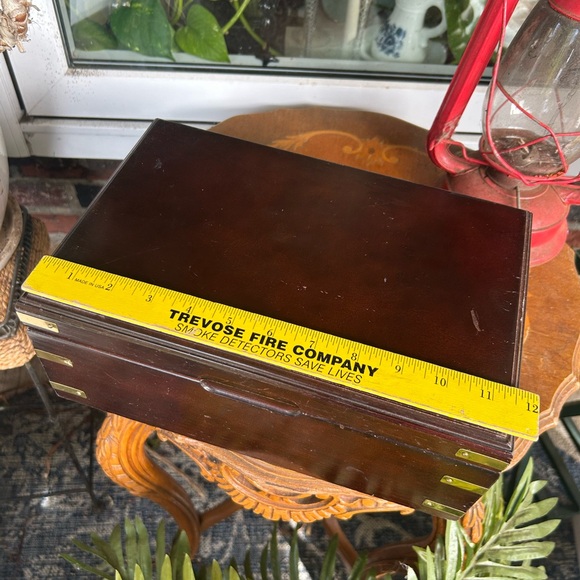 1 2 3 4 5 6 7 8 9 10 11 12
MADE IN USA
TREVOSE FIRE COMPANY
SMOKE DETECTORS SAVE LIVES